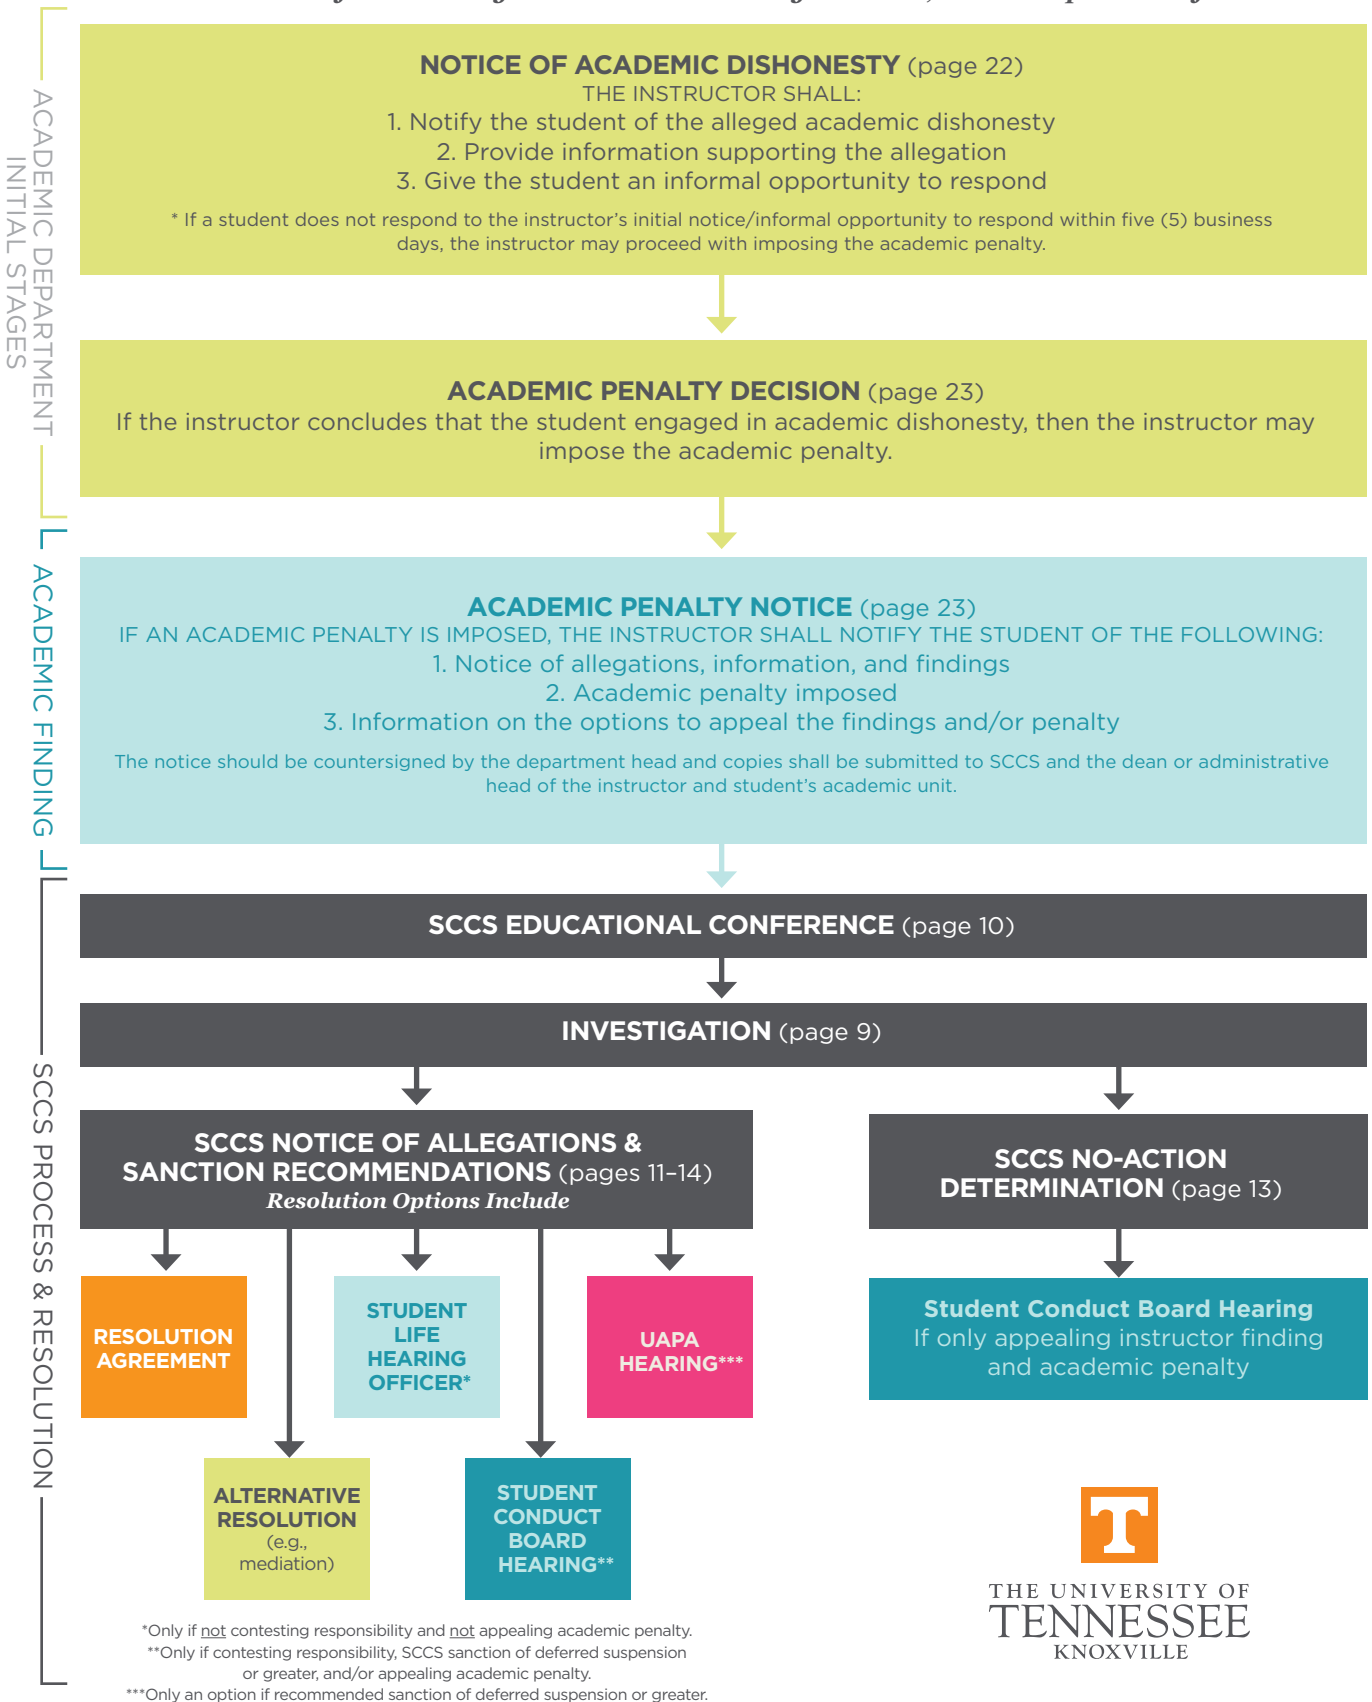 NOTICE OF ACADEMIC DISHONESTY (page 22)
THE INSTRUCTOR SHALL:
1. Notify the student of the alleged academic dishonesty
2. Provide information supporting the allegation
3. Give the student an informal opportunity to respond
* If a student does not respond to the instructor’s initial notice/informal opportunity to respond within five (5) business
days, the instructor may proceed with imposing the academic penalty.
ACADEMIC DEPARTMENT
INITIAL STAGES
ACADEMIC PENALTY DECISION (page 23)
If the instructor concludes that the student engaged in academic dishonesty, then the instructor may
impose the academic penalty.
ACADEMIC FINDING
ACADEMIC PENALTY NOTICE (page 23)
IF AN ACADEMIC PENALTY IS IMPOSED, THE INSTRUCTOR SHALL NOTIFY THE STUDENT OF THE FOLLOWING:
1. Notice of allegations, information, and findings
2. Academic penalty imposed
3. Information on the options to appeal the findings and/or penalty
The notice should be countersigned by the department head and copies shall be submitted to SCCS and the dean or administrative
head of the instructor and student’s academic unit.
SCCS PROCESS & RESOLUTION
SCCS EDUCATIONAL CONFERENCE (page 10)
INVESTIGATION (page 9)
SCCS NOTICE OF ALLEGATIONS &
SANCTION RECOMMENDATIONS (pages 11–14)
Resolution Options Include
SCCS NO-ACTION
DETERMINATION (page 13)
RESOLUTION
AGREEMENT
STUDENT
LIFE
HEARING
OFFICER*
UAPA
HEARING***
Student Conduct Board Hearing
If only appealing instructor finding
and academic penalty
ALTERNATIVE
RESOLUTION
(e.g.,
mediation)
STUDENT
CONDUCT
BOARD
HEARING**
*Only if not contesting responsibility and not appealing academic penalty.
**Only if contesting responsibility, SCCS sanction of deferred suspension
or greater, and/or appealing academic penalty.
***Only an option if recommended sanction of deferred suspension or greater.
T
THE UNIVERSITY OF
TENNESSEE
KNOXVILLE